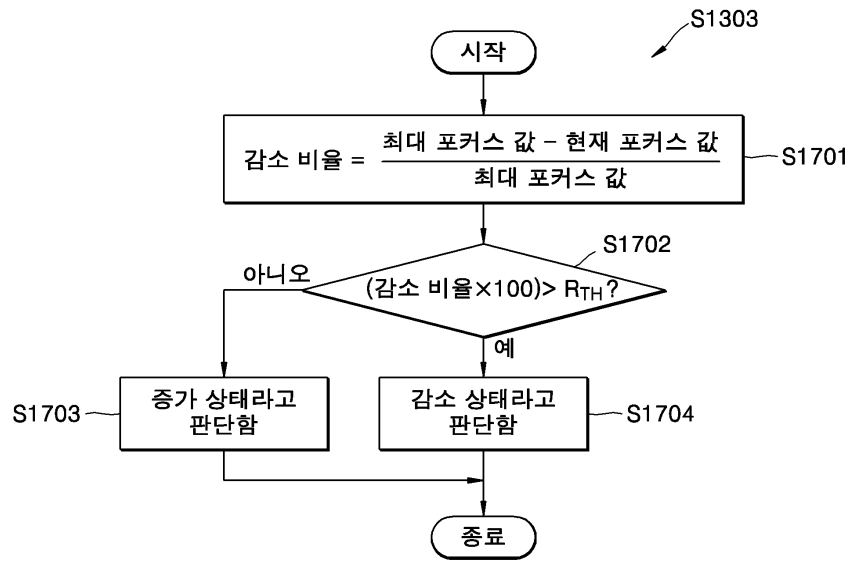 S1303
시작
감소 비율 = 최대 포커스 값 – 현재 포커스 값
최대 포커스 값
S1701
S1702
아니오
(감소 비율×100)> RTH?
예
S1703
증가 상태라고
판단함
감소 상태라고
판단함
S1704
종료